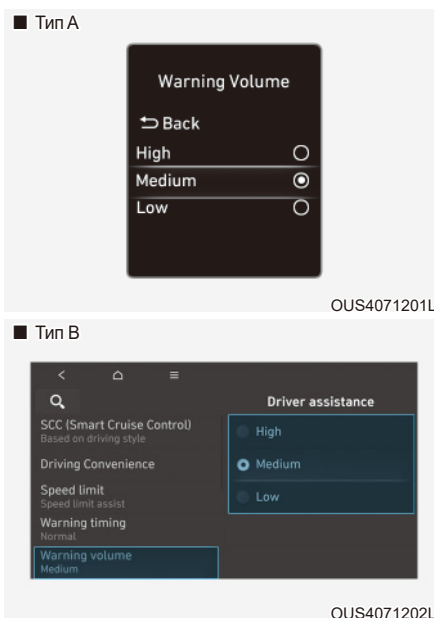 ■ Тип A
Warning Volume
Back
High
Medium
Low
OUS4071201L
■ Тип B
Driver assistance
SCC (Smart Cruise Control)
Based on driving style
Driving Convenience
Speed limit
Speed limit assist
Warning timing
Normal
Warning volume
Medium
High
Medium
Low
OUS4071202L